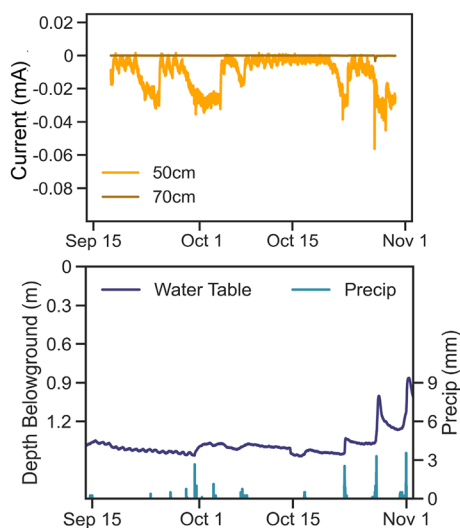 0.02
0
-0.02
-0.04
-0.06
-0.08
Current (mA)
50cm
70cm
Sep 15 Oct 1 Oct 15 Nov 1
0
0.3
0.6
0.9
1.2
Depth Belowground (m)
Water Table Precip
9
6
3
0
Precip (mm)
Sep 15 Oct 1 Oct 15 Nov 1